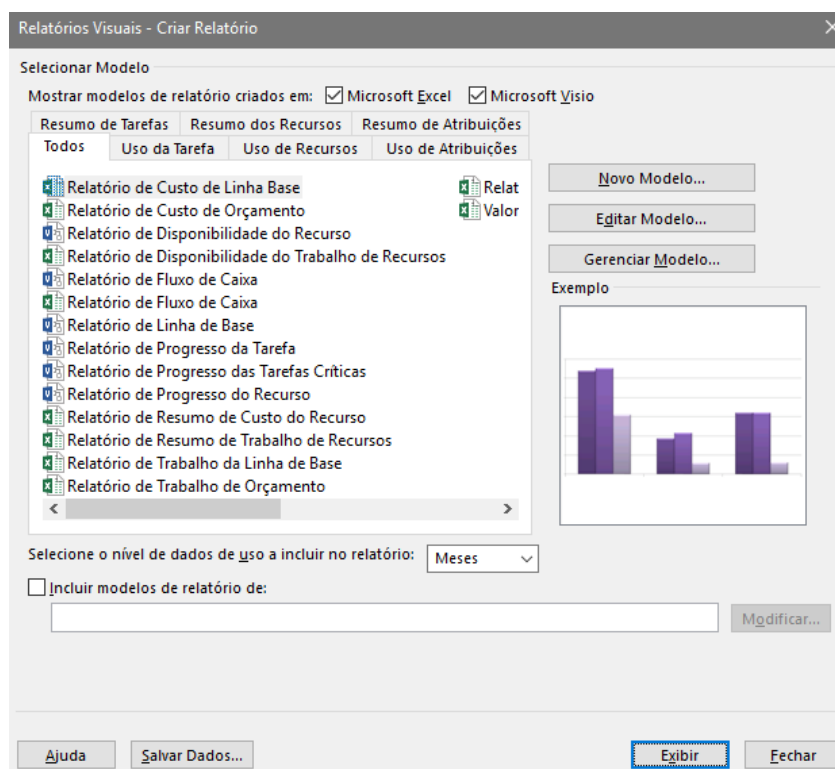 Relatórios Visuais - Criar Relatório
Selecionar Modelo
Mostrar modelos de relatório criados em: Microsoft Excel Microsoft Visio
Resumo de Tarefas Resumo dos Recursos Resumo de Atribuições
Todos Uso da Tarefa Uso de Recursos Uso de Atribuições
Relatório de Custo de Linha Base Relat
Relatório de Custo de Orçamento Valor
Relatório de Disponibilidade do Recurso
Relatório de Disponibilidade do Trabalho de Recursos
Relatório de Fluxo de Caixa
Relatório de Fluxo de Caixa
Relatório de Linha de Base
Relatório de Progresso da Tarefa
Relatório de Progresso das Tarefas Críticas
Relatório de Progresso do Recurso
Relatório de Resumo de Custo do Recurso
Relatório de Resumo de Trabalho de Recursos
Relatório de Trabalho da Linha de Base
Relatório de Trabalho de Orçamento
Novo Modelo...
Editar Modelo...
Gerenciar Modelo...
Exemplo
Selecione o nível de dados de uso a incluir no relatório: Meses
Incluir modelos de relatório de:
Modificar...
Ajuda Salvar Dados... Exibir Fechar